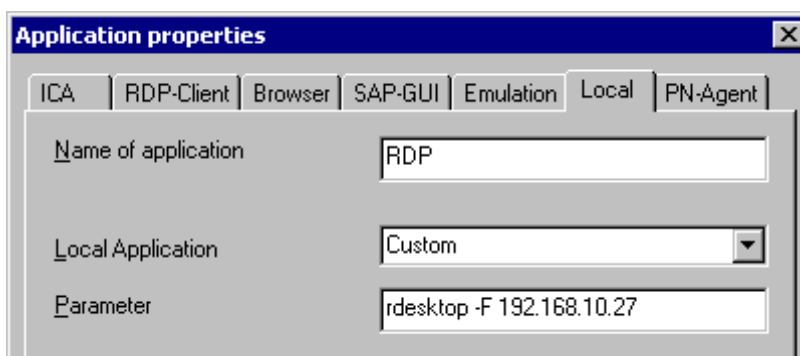 Application properties
ICA RDP-Client Browser SAP-GUI Emulation Local PN-Agent
Name of application RDP
Local Application Custom
Parameter rdesktop -F 192.168.10.27